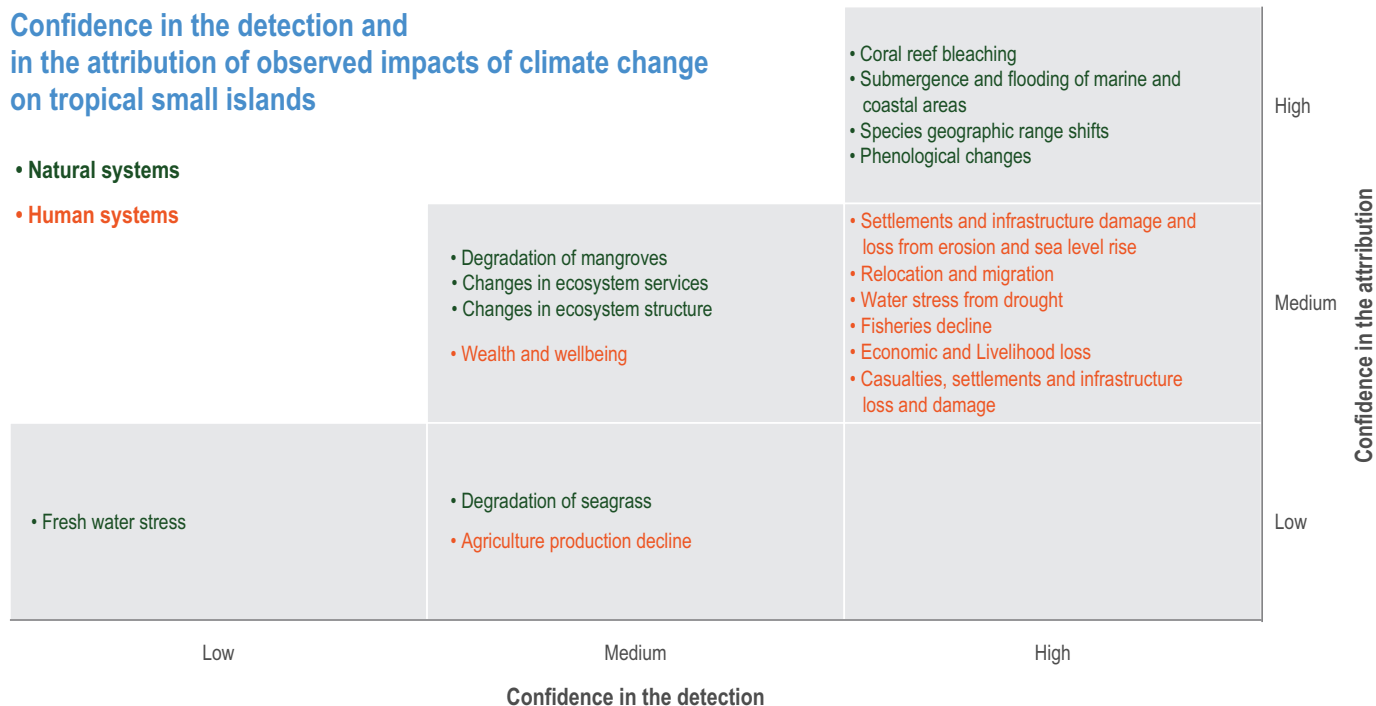 Confidence in the detection and
in the attribution of observed impacts of climate change
on tropical small islands
• Natural systems
• Human systems
• Coral reef bleaching
• Submergence and flooding of marine and
coastal areas
• Species geographic range shifts
• Phenological changes
High
• Degradation of mangroves
• Changes in ecosystem services
• Changes in ecosystem structure
• Wealth and wellbeing
• Settlements and infrastructure damage and
loss from erosion and sea level rise
• Relocation and migration
• Water stress from drought
• Fisheries decline
• Economic and Livelihood loss
• Casualties, settlements and infrastructure
loss and damage
Medium
• Fresh water stress
• Degradation of seagrass
• Agriculture production decline
Low
Confidence in the attrribution
Low
Medium
High
Confidence in the detection